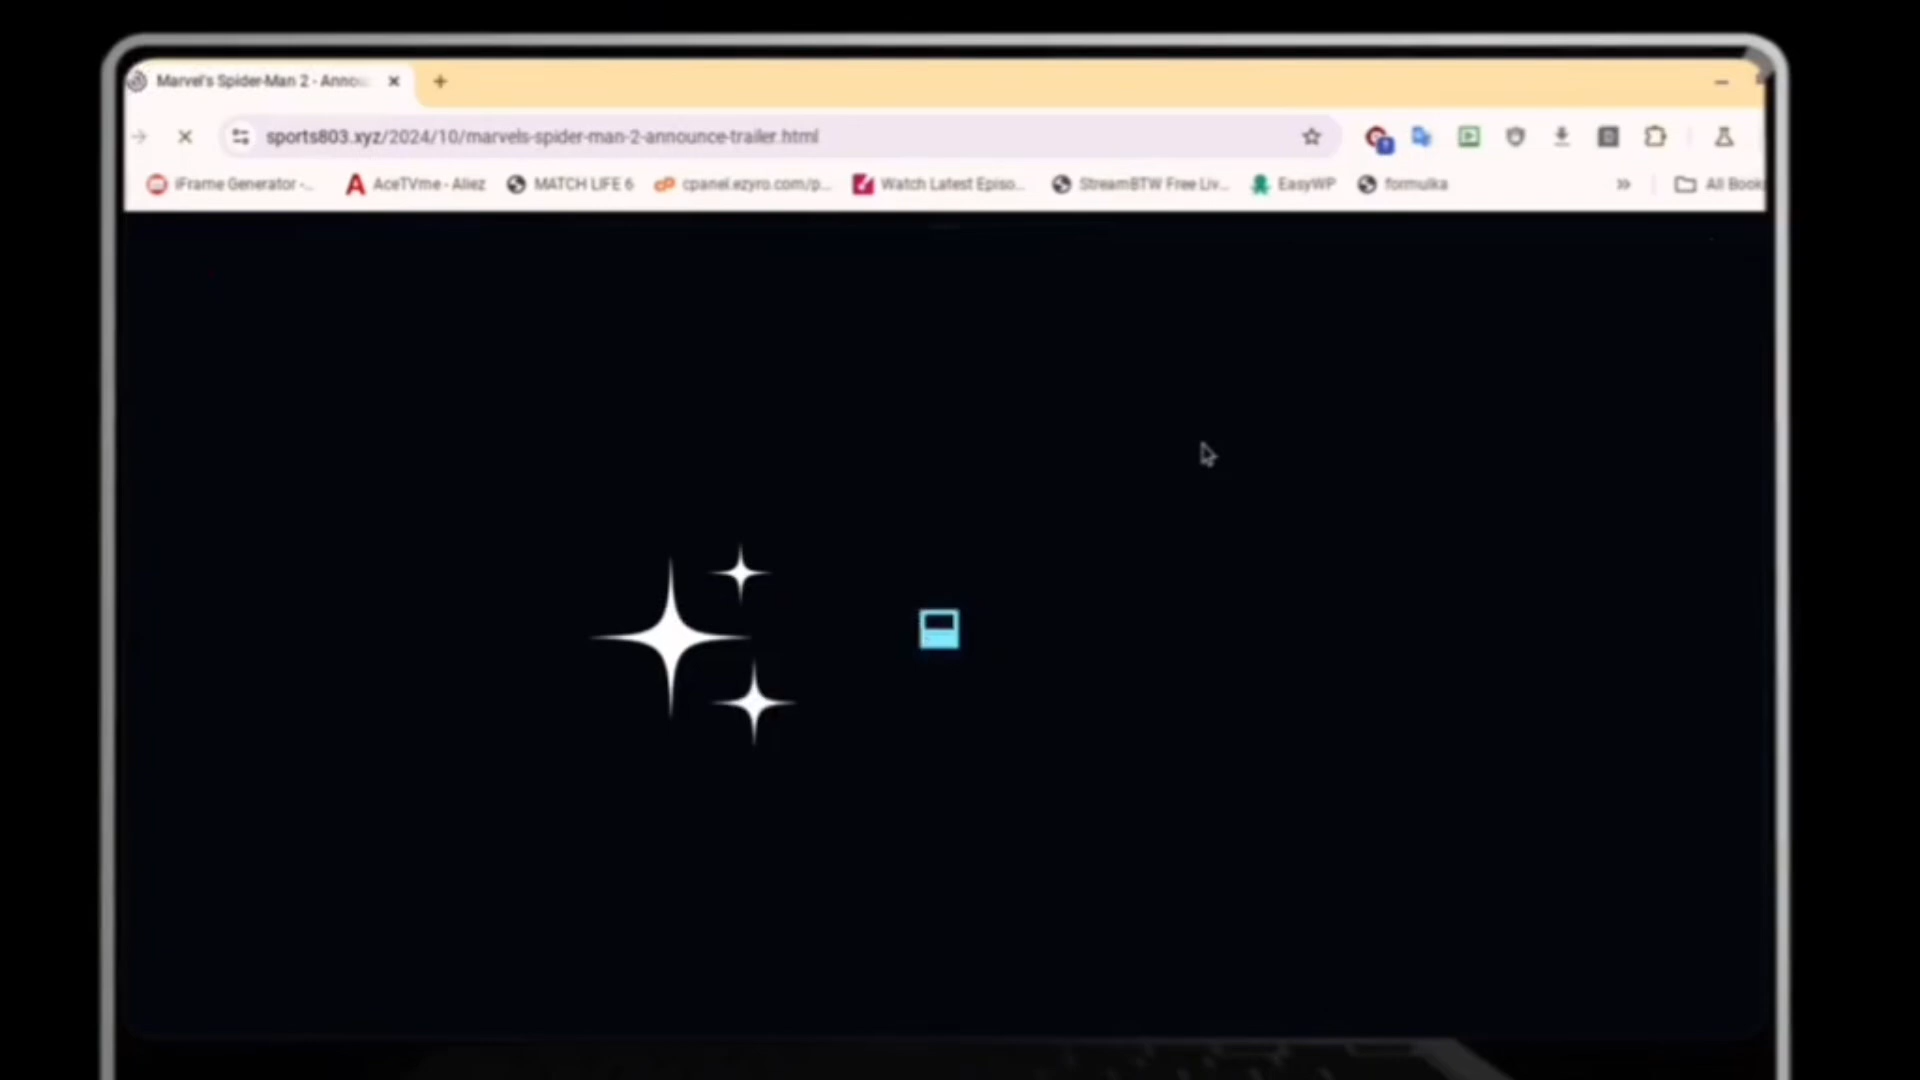 Marvel's Spider-Man 2 - Annou
sports803.xyz/2024/10/marvels-spider-man-2-announce-trailer.html
iFrame Generator -... AceTVme - Aliez MATCH LIFE 6 cpanel.ezyro.com/p... Watch Latest Episo... StreamBTW Free Liv... EasyWP formulka » All Book